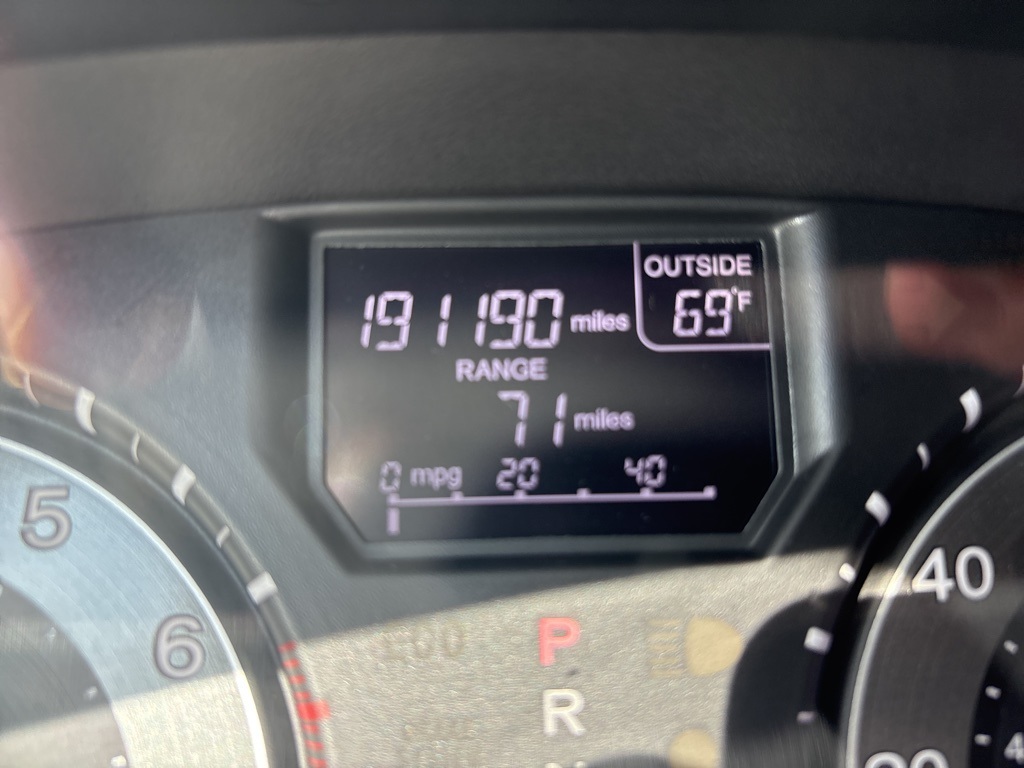 OUTSIDE
191190 miles
69°F
RANGE
71 miles
0 mpg 20 40
5
6
P
R
40